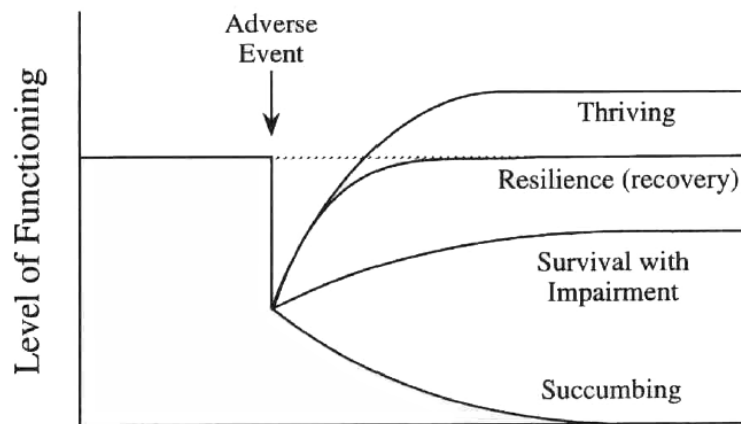 Adverse
Event
Level of Functioning
Thriving
Resilience (recovery)
Survival with
Impairment
Succumbing